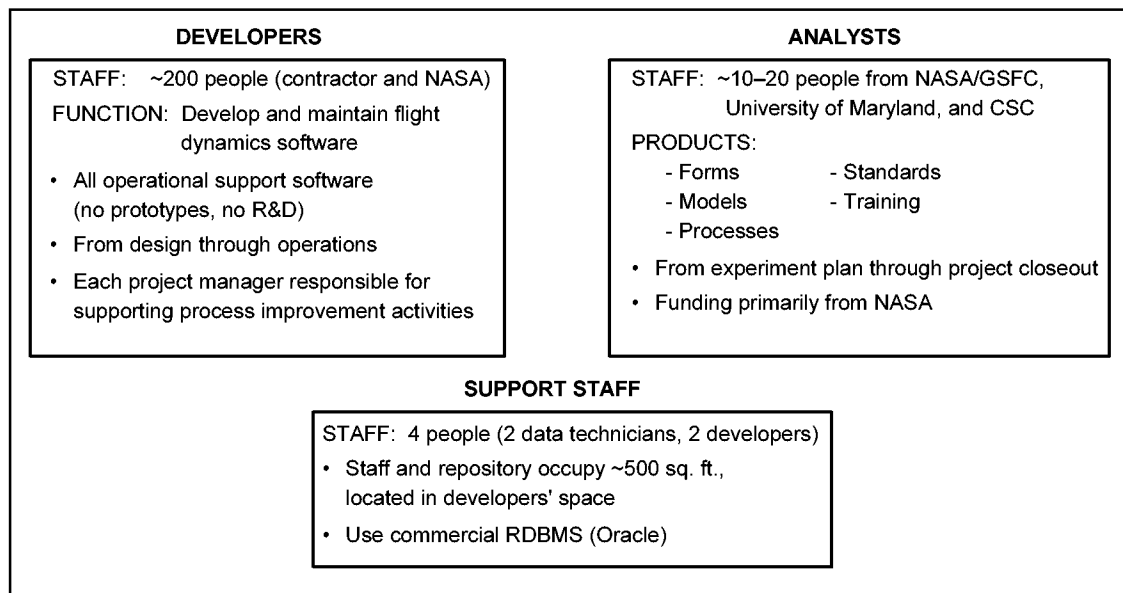 DEVELOPERS
STAFF: ~200 people (contractor and NASA)
FUNCTION: Develop and maintain flight
dynamics software
• All operational support software
(no prototypes, no R&D)
• From design through operations
• Each project manager responsible for
supporting process improvement activities
ANALYSTS
STAFF: ~10–20 people from NASA/GSFC,
University of Maryland, and CSC
PRODUCTS:
- Forms - Standards
- Models - Training
- Processes
• From experiment plan through project closeout
• Funding primarily from NASA
SUPPORT STAFF
STAFF: 4 people (2 data technicians, 2 developers)
• Staff and repository occupy ~500 sq. ft.,
located in developers' space
• Use commercial RDBMS (Oracle)